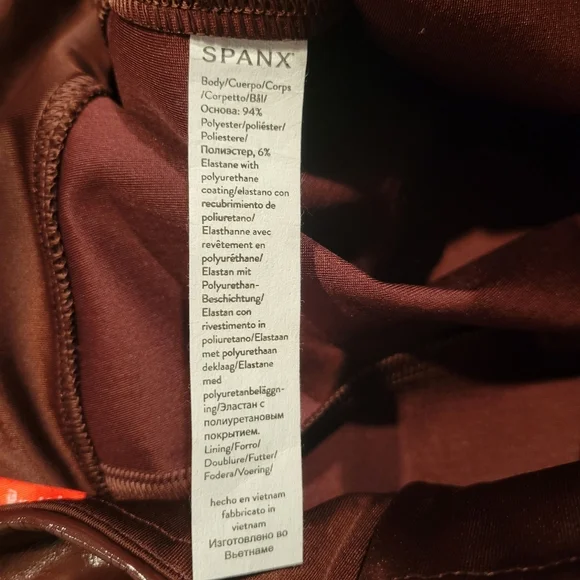 SPANX
Body/Cuerpo/Corps
/Corpetto/Bål/
Основа: 94%
Polyester/poliéster/
Poliestere/
Полиэстер, 6%
Elastane with
polyurethane
coating/elastano con
recubrimiento de
poliuretano/
Elasthanne avec
revêtement en
polyuréthane/
Elastan mit
Polyurethan-
Beschichtung/
Elastan con
rivestimento in
poliuretano/Elastaan
met polyurethaan
deklaag/Elastane
med
polyuretanbeläggn-
ing/Эластан с
полиуретановым
покрытием.
Lining/Forro/
Doublure/Futter/
Fodera/Voering/
hecho en vietnam
fabbricato in
vietnam
Изготовлено во
Вьетнаме